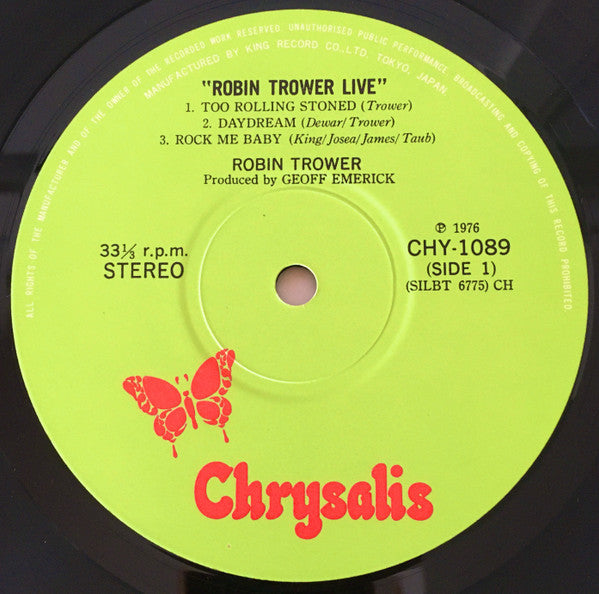 ALL RIGHTS OF THE MANUFACTURER AND OF THE OWNER OF THE RECORDED WORK RESERVED. UNAUTHORISED PUBLIC PERFORMANCE, BROADCASTING AND COPYING OF THIS RECORD PROHIBITED.
MANUFACTURED BY KING RECORD CO., LTD, TOKYO, JAPAN.
"ROBIN TROWER LIVE"
1. TOO ROLLING STONED (Trower)
2. DAYDREAM (Dewar/Trower)
3. ROCK ME BABY (King/Josea/James/Taub)
ROBIN TROWER
Produced by GEOFF EMERICK
33⅓ r.p.m.
STEREO
℗ 1976
CHY-1089
(SIDE 1)
(SILBT 6775) CH
Chrysalis